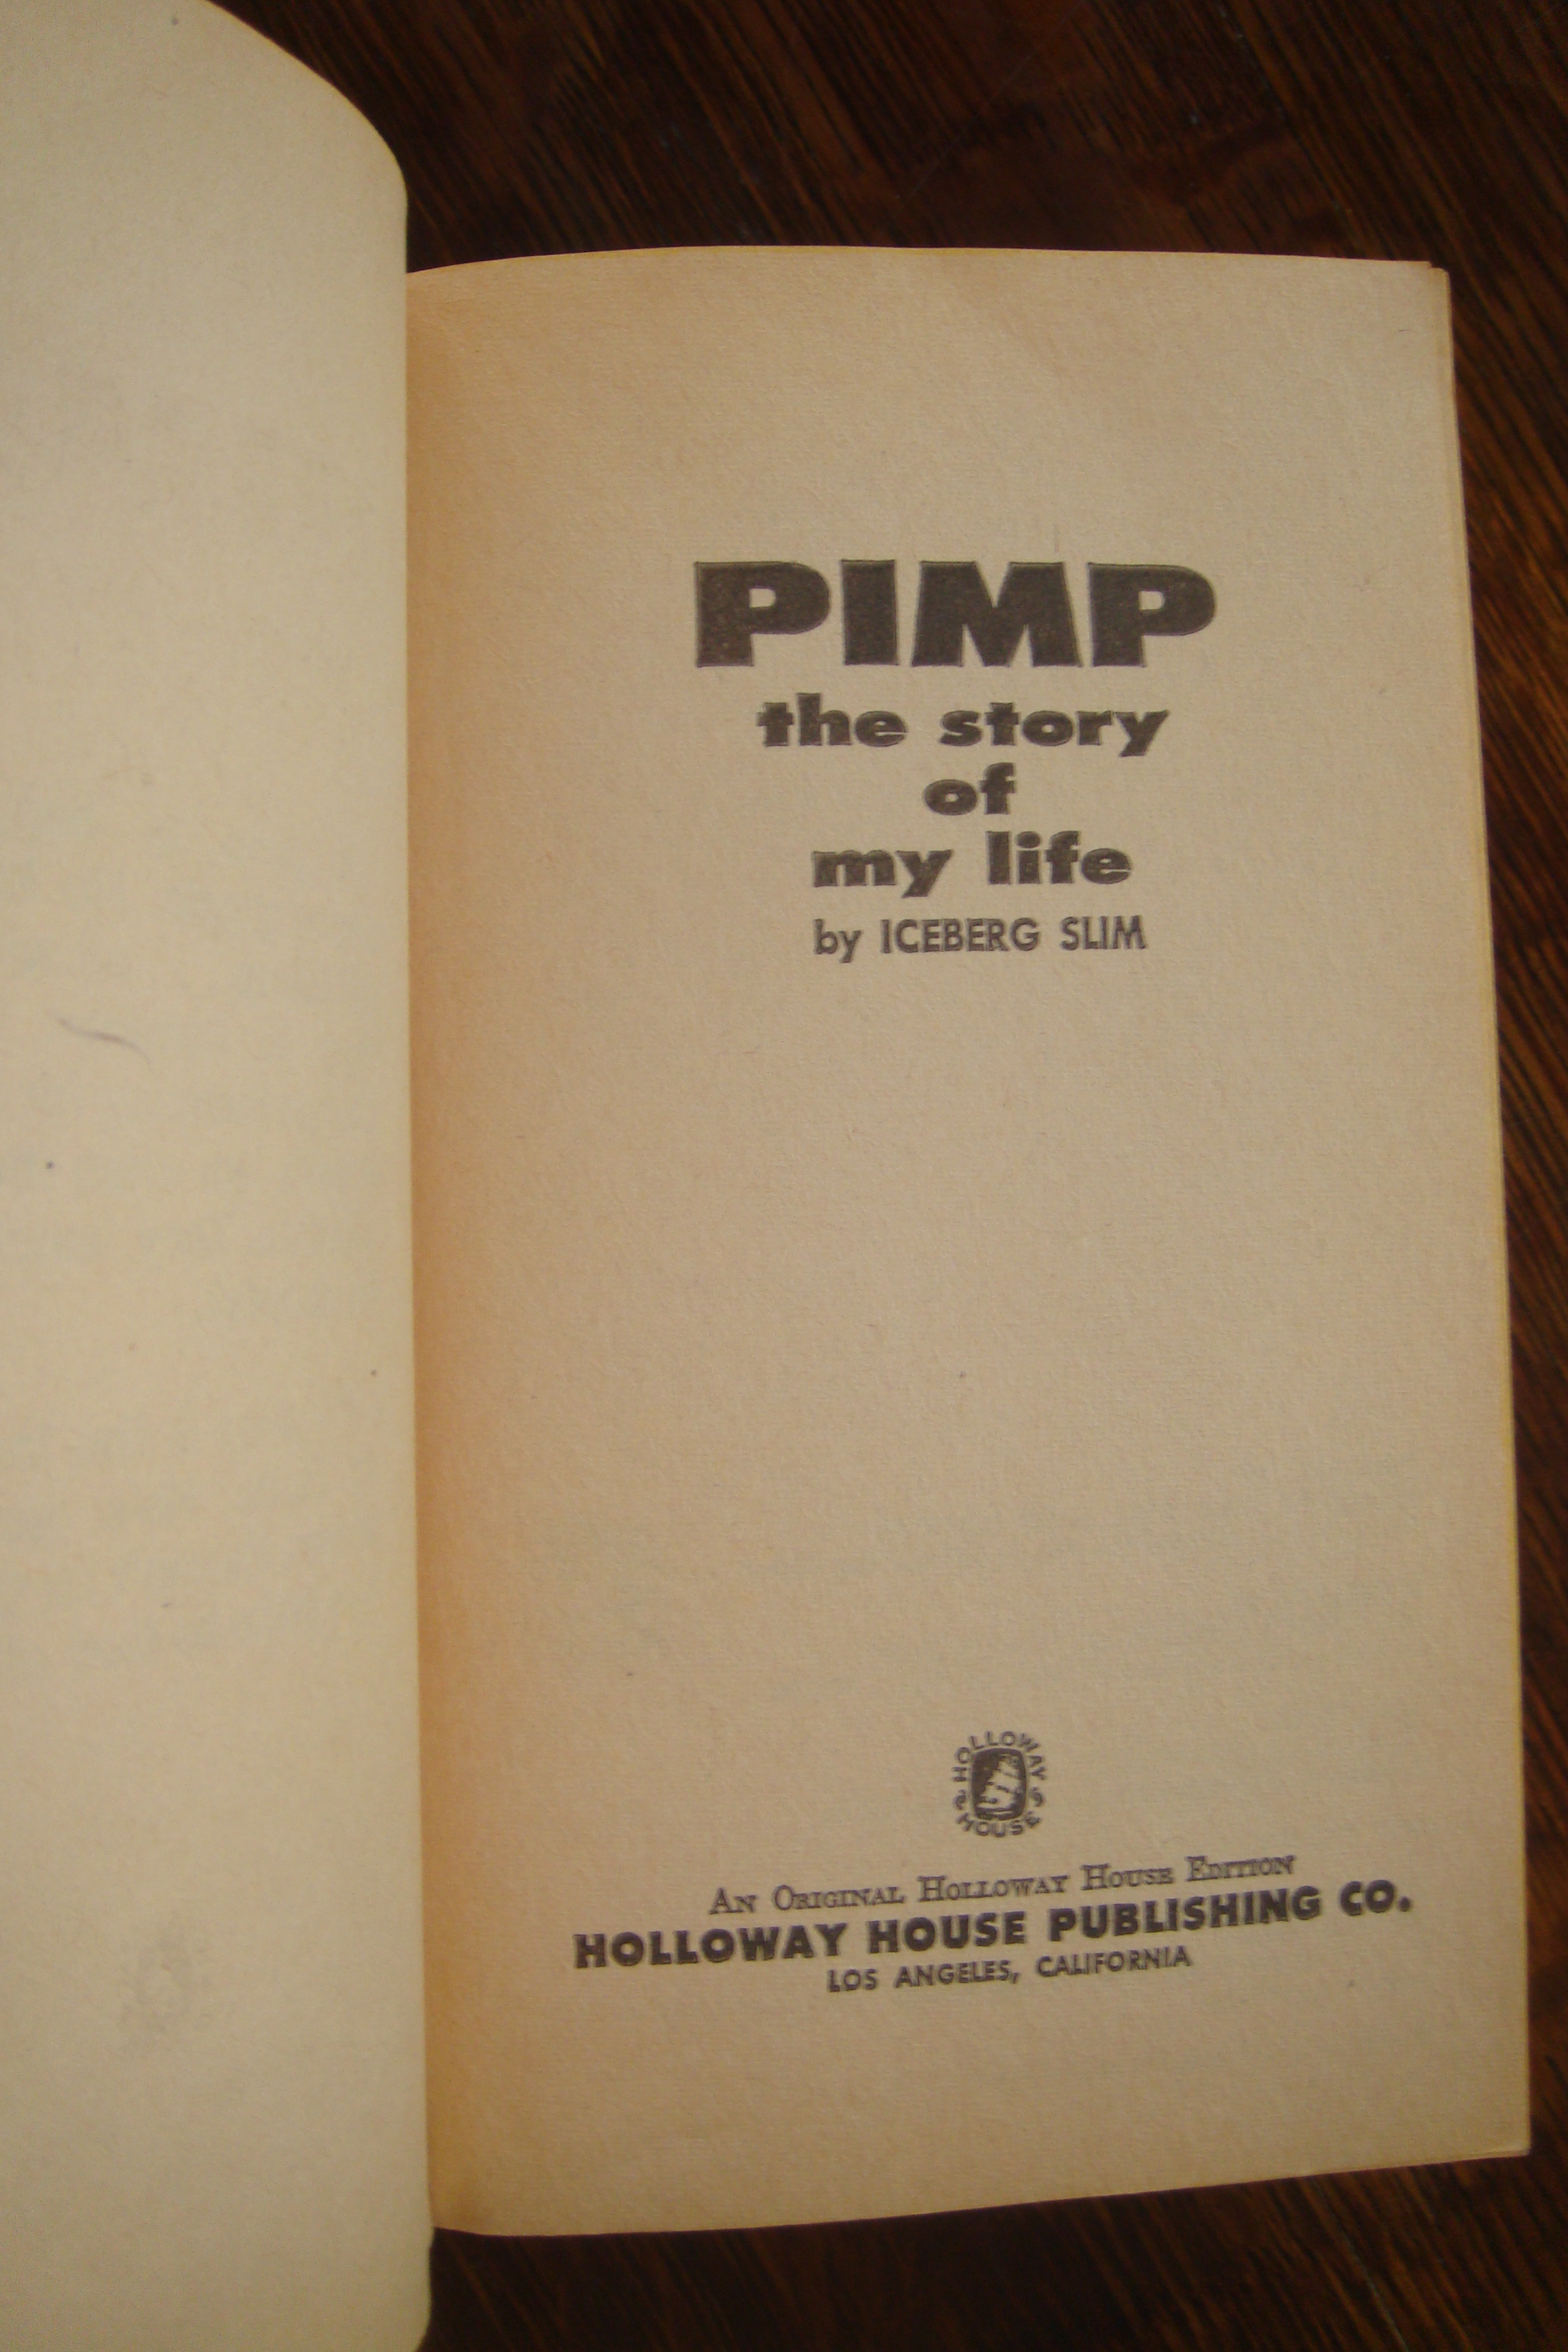 PIMP
the story
of
my life
by ICEBERG SLIM
HOLLOWAY
HOUSE
An Original Holloway House Edition
HOLLOWAY HOUSE PUBLISHING CO.
LOS ANGELES, CALIFORNIA